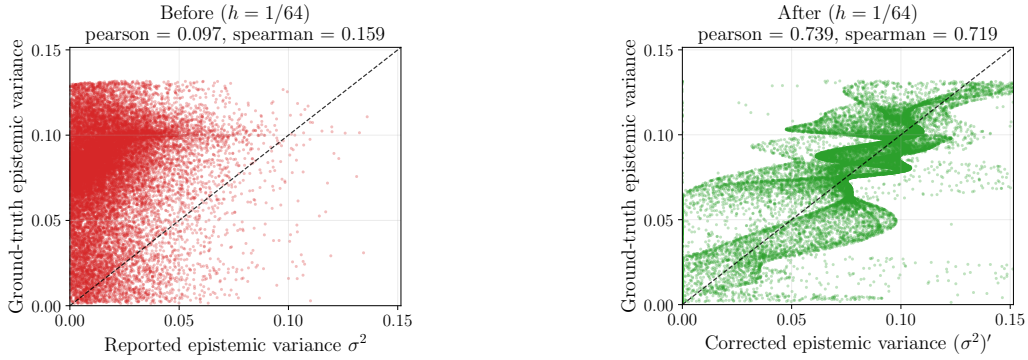 Before (h = 1/64)
pearson = 0.097, spearman = 0.159
Ground-truth epistemic variance
0.15
0.10
0.05
0.00
0.00 0.05 0.10 0.15
Reported epistemic variance σ²
After (h = 1/64)
pearson = 0.739, spearman = 0.719
Ground-truth epistemic variance
0.15
0.10
0.05
0.00
0.00 0.05 0.10 0.15
Corrected epistemic variance (σ²)′